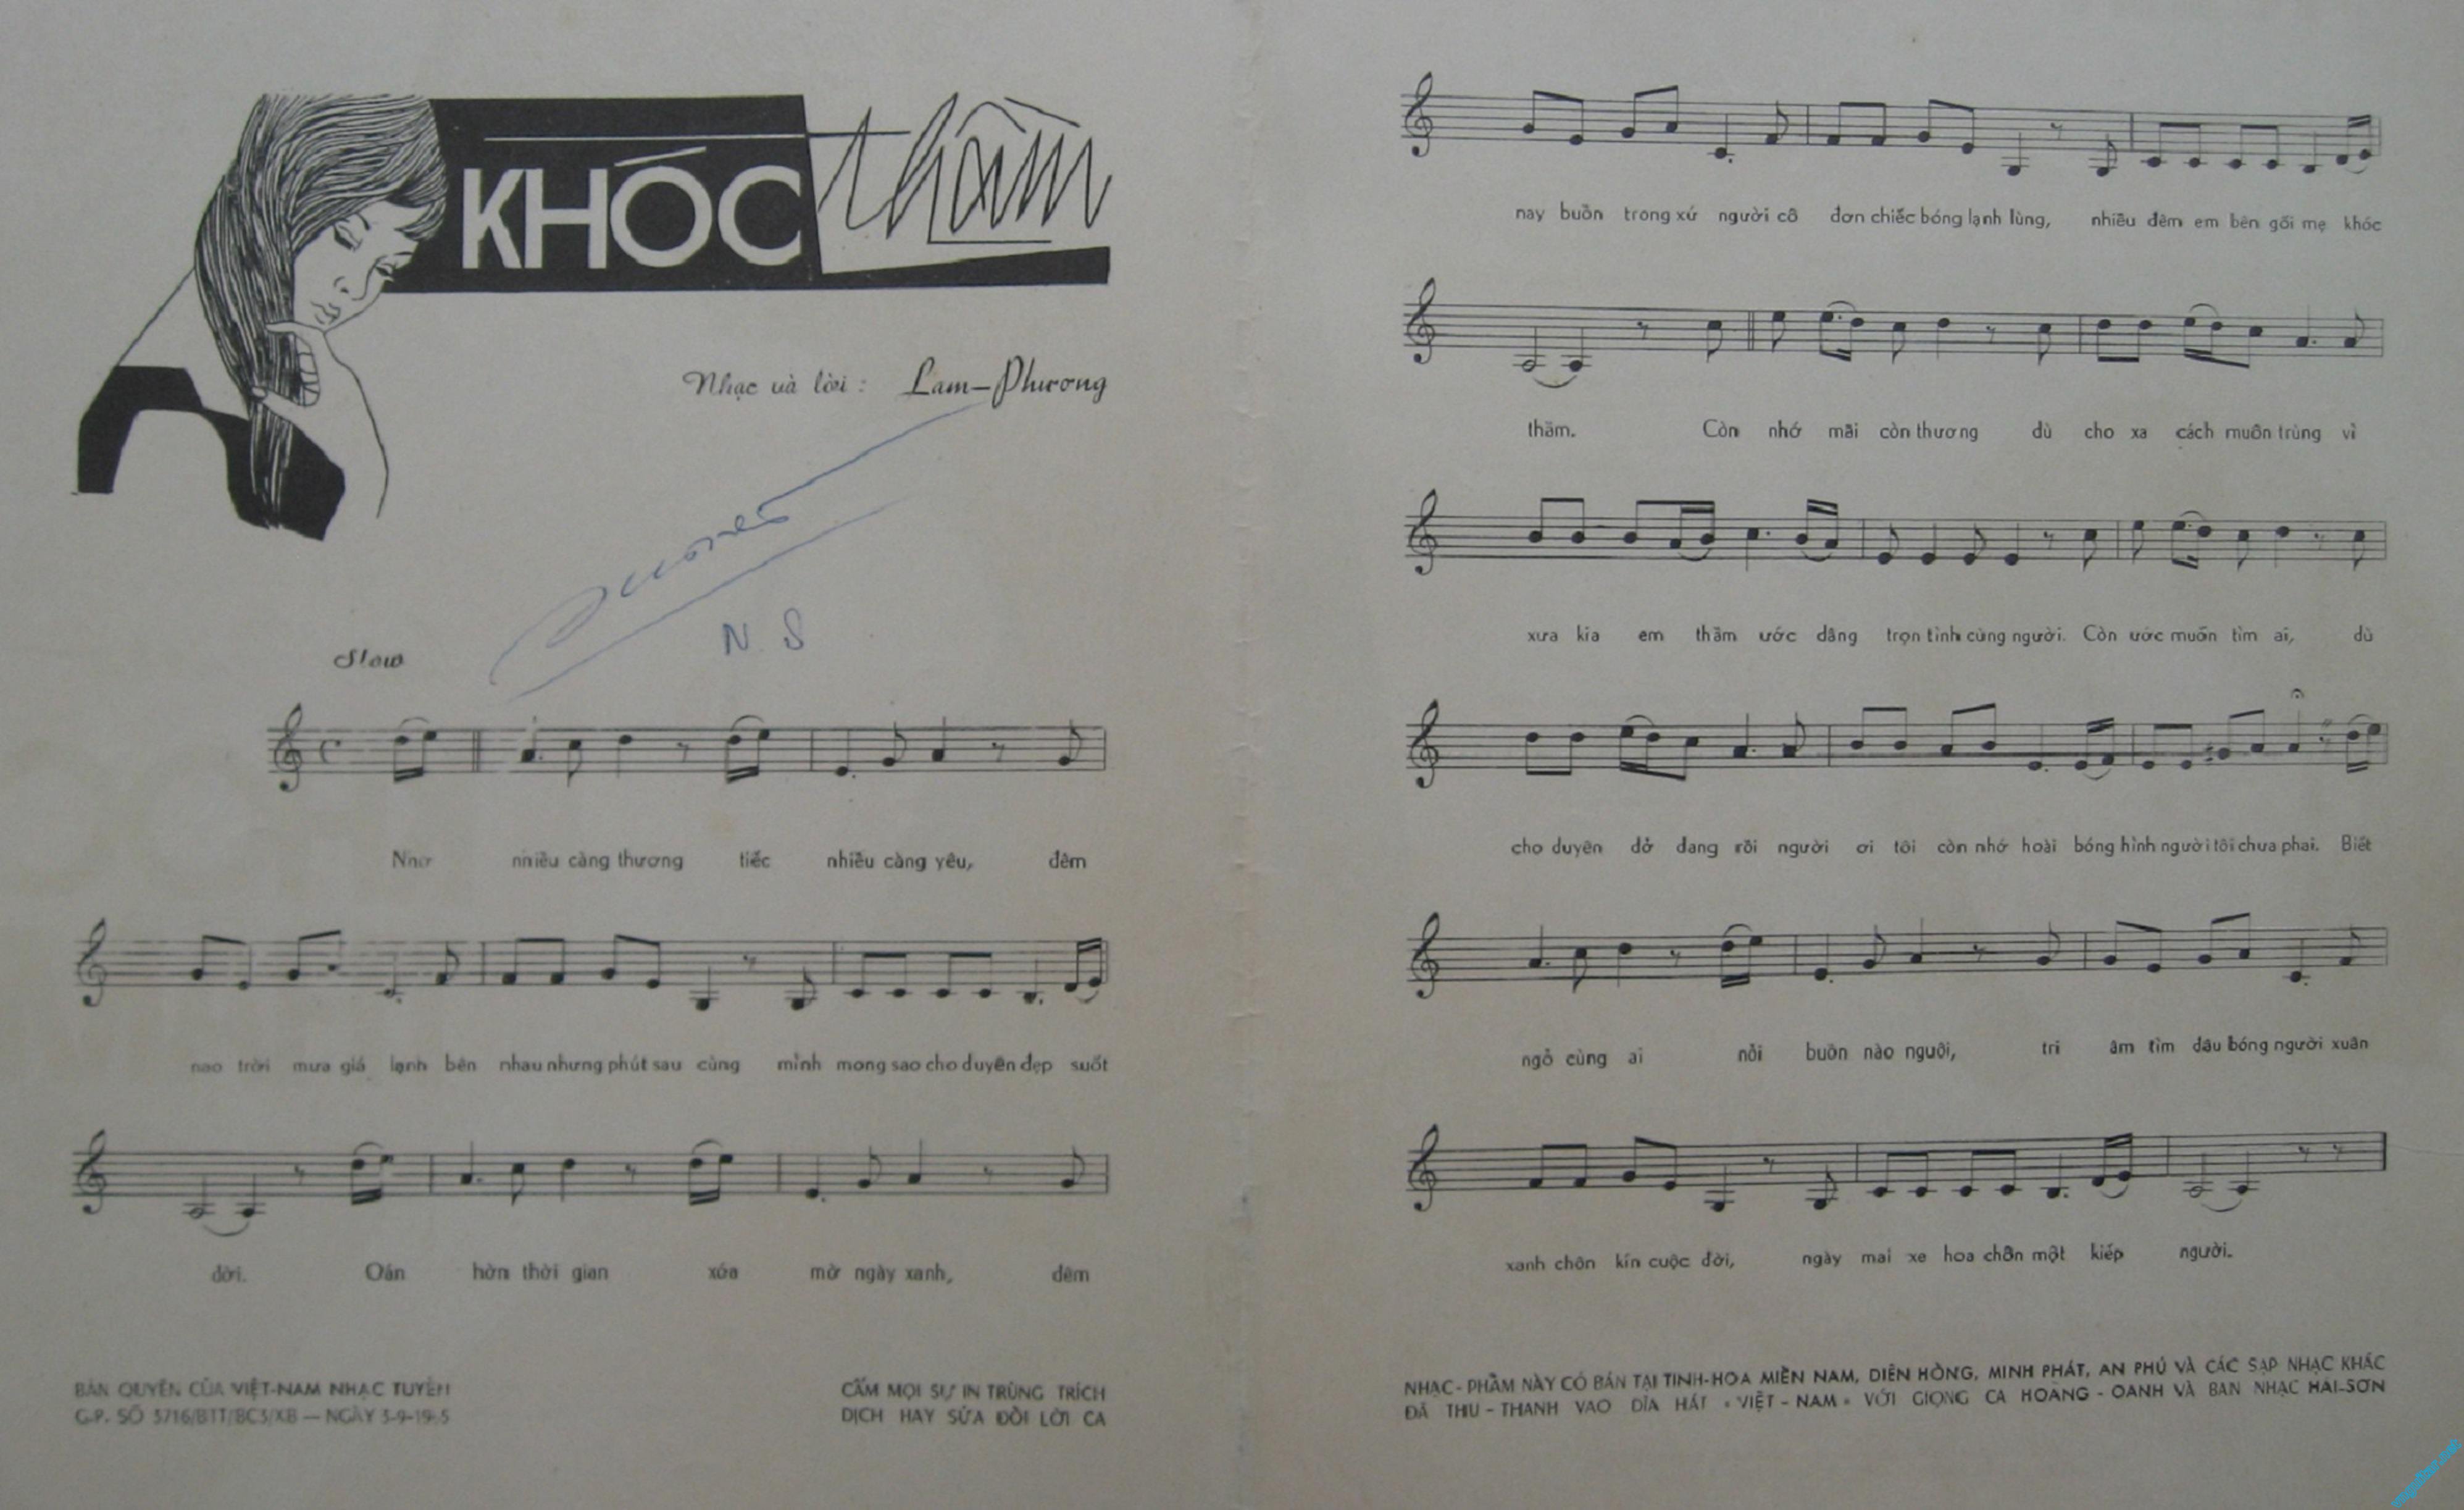 KHÓC thầm
Nhạc và lời : Lam-Phương
N. S
Slow
Nhớ nhiều càng thương tiếc nhiều càng yêu, đêm
nao trời mưa giá lạnh bên nhau nhưng phút sau cùng mình mong sao cho duyên đẹp suốt
đời. Oán hờn thời gian xóa mờ ngày xanh, đêm
BẢN QUYỀN CỦA VIỆT-NAM NHẠC TUYỂN
G.P. SỐ 3716/BTT/BC3/XB — NGÀY
CẤM MỌI SỰ IN TRÙNG TRÍCH
DỊCH HAY SỬA ĐỔI LỜI CA
nay buồn trong xứ người cô đơn chiếc bóng lạnh lùng, nhiều đêm em bên gối mẹ khóc
thầm. Còn nhớ mãi còn thương dù cho xa cách muôn trùng vì
xưa kia em thầm ước dâng trọn tình cùng người. Còn ước muốn tìm ai, dù
cho duyên dở dang rồi người ơi tôi còn nhớ hoài bóng hình người tôi chưa phai. Biết
ngỏ cùng ai nỗi buồn nào nguôi, tri âm tìm đâu bóng người xuân
xanh chôn kín cuộc đời, ngày mai xe hoa chôn một kiếp người.
NHẠC-PHẨM NÀY CÓ BÁN TẠI TINH-HOA MIỀN NAM, DIÊN HỒNG, MINH PHÁT, AN PHÚ VÀ CÁC SẠP NHẠC KHÁC
ĐÃ THU-THANH VAO DĨA HÁT «VIỆT-NAM» VỚI GIỌNG CA HOÀNG-OANH VÀ BAN NHẠC HẢI-SƠN